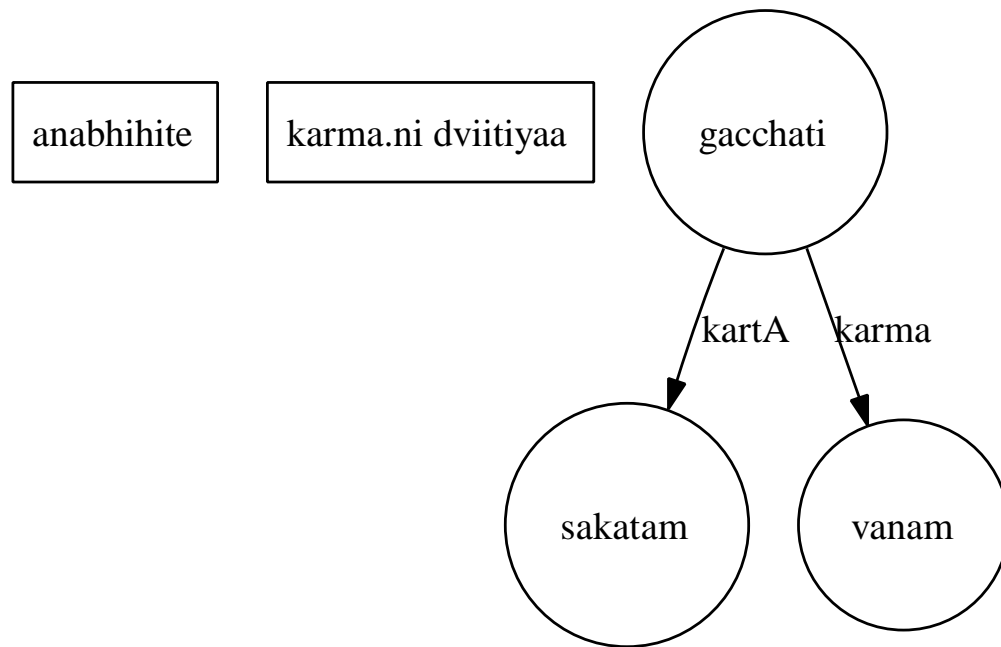 anabhihite
karma.ni dviitiyaa
gacchati
kartA
karma
sakatam
vanam